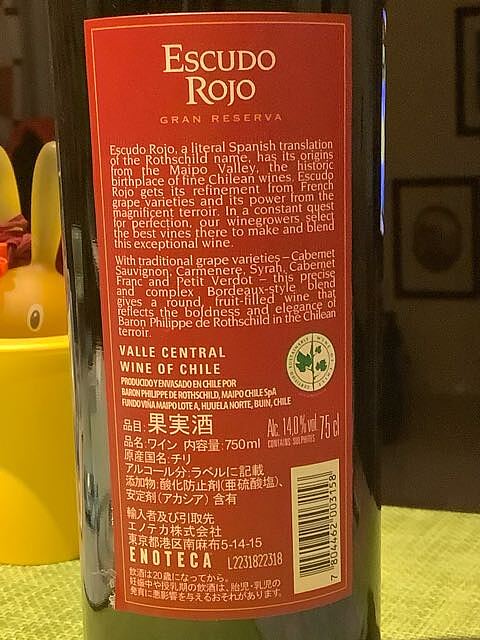 ESCUDO
ROJO
GRAN RESERVA
Escudo Rojo, a literal Spanish translation
of the Rothschild name, has its origins
from the Maipo Valley, the historic
birthplace of fine Chilean wines. Escudo
Rojo gets its refinement from French
grape varieties and its power from the
magnificent terroir. In a constant quest
for perfection, our winegrowers select
the best vines there to make and blend
this exceptional wine.
With traditional grape varieties – Cabernet
Sauvignon, Carmenere, Syrah, Cabernet
Franc and Petit Verdot – this precise
and complex Bordeaux-style blend
gives a round, fruit-filled wine that
reflects the boldness and elegance of
Baron Philippe de Rothschild in the Chilean
terroir.
VALLE CENTRAL
WINE OF CHILE
PRODUCIDO Y ENVASADO EN CHILE POR
BARON PHILIPPE DE ROTHSCHILD, MAIPO CHILE SpA
FUNDO VIÑA MAIPO LOTE A, HUUELA NORTE, BUIN, CHILE
品目:果実酒
Alc. 14,0% vol 75 cl
CONTAINS SULPHITES
品名:ワイン 内容量:750ml
原産国名:チリ
アルコール分:ラベルに記載
添加物:酸化防止剤(亜硫酸塩)、
安定剤(アカシア) 含有
輸入者及び引取先
エノテカ株式会社
東京都港区南麻布5-14-15
ENOTECA L2231822318
飲酒は20歳になってから。
妊娠中や授乳期の飲酒は、胎児・乳児の
発育に悪影響を与えるおそれがあります。
7 804462 003158